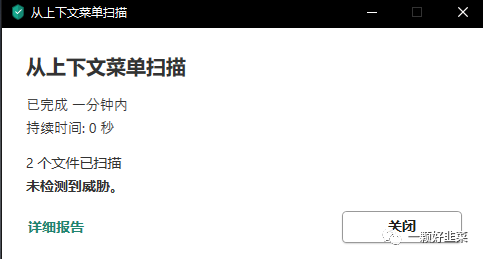 从上下文菜单扫描
从上下文菜单扫描
已完成 一分钟内
持续时间: 0 秒
2 个文件已扫描
未检测到威胁。
详细报告
关闭
一颗好韭菜